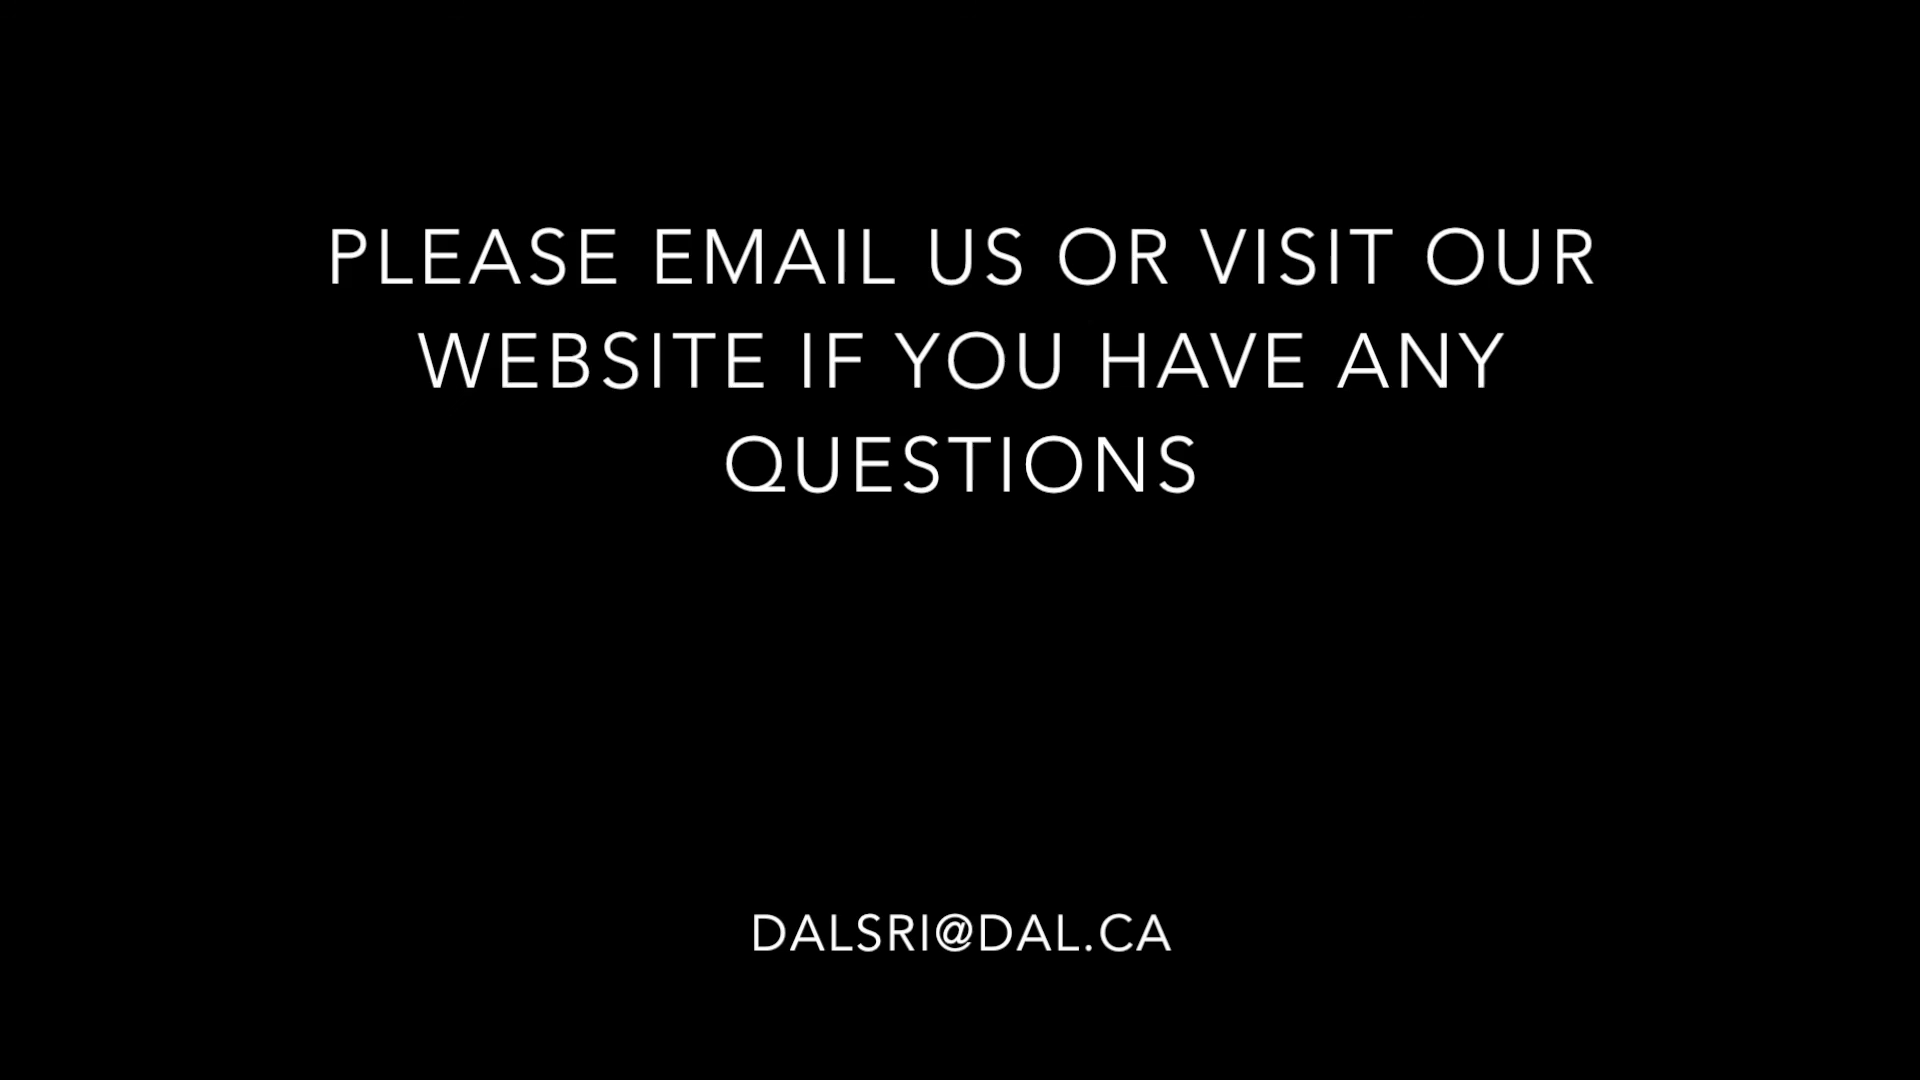 PLEASE EMAIL US OR VISIT OUR
WEBSITE IF YOU HAVE ANY
QUESTIONS
DALSRI@DAL.CA